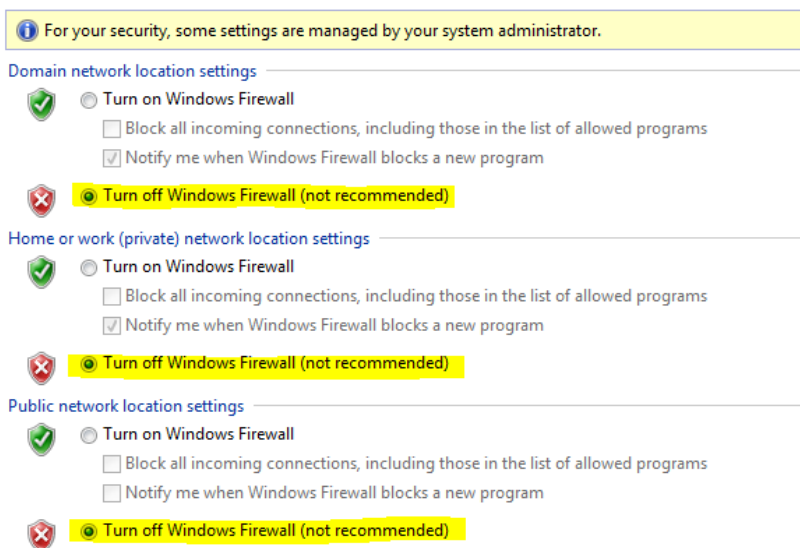 For your security, some settings are managed by your system administrator.
Domain network location settings
Turn on Windows Firewall
Block all incoming connections, including those in the list of allowed programs
Notify me when Windows Firewall blocks a new program
Turn off Windows Firewall (not recommended)
Home or work (private) network location settings
Turn on Windows Firewall
Block all incoming connections, including those in the list of allowed programs
Notify me when Windows Firewall blocks a new program
Turn off Windows Firewall (not recommended)
Public network location settings
Turn on Windows Firewall
Block all incoming connections, including those in the list of allowed programs
Notify me when Windows Firewall blocks a new program
Turn off Windows Firewall (not recommended)